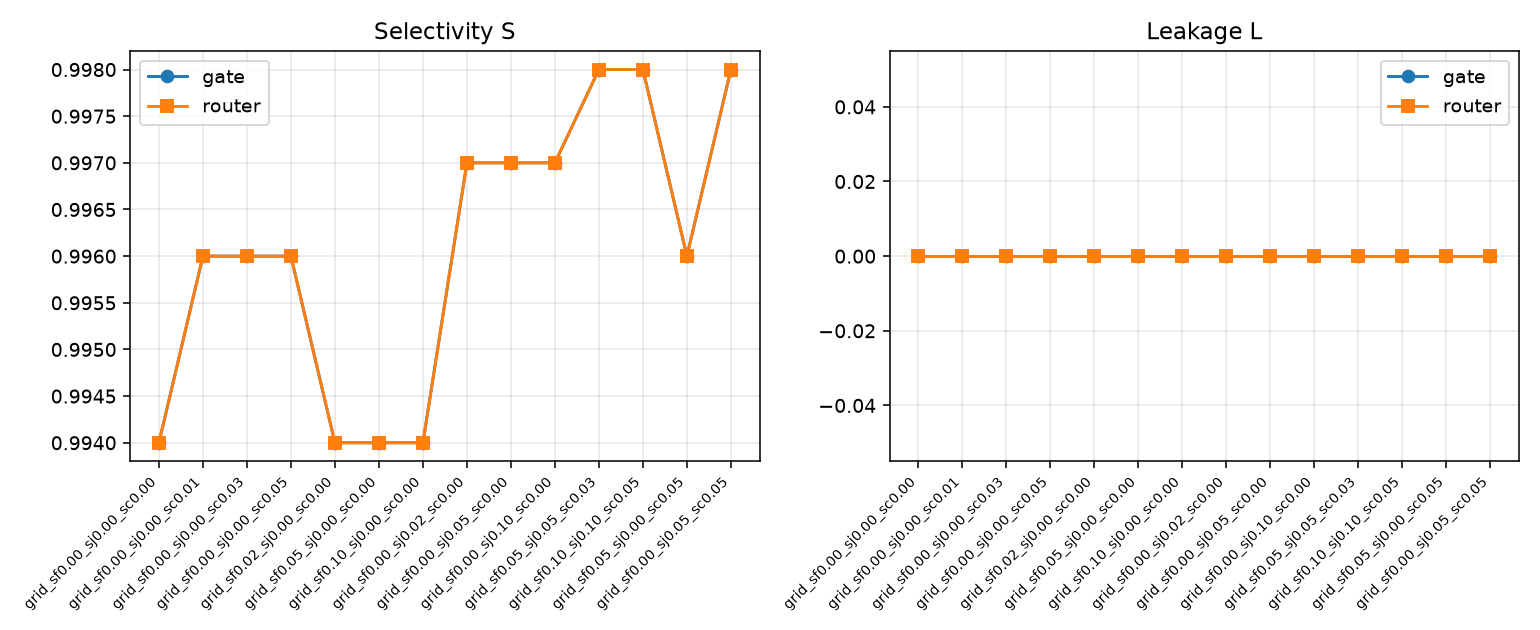 Selectivity S
0.9980
0.9975
0.9970
0.9965
0.9960
0.9955
0.9950
0.9945
0.9940
gate
router
grid_sf0.00_sj0.00_sc0.00
grid_sf0.00_sj0.00_sc0.01
grid_sf0.00_sj0.00_sc0.03
grid_sf0.00_sj0.00_sc0.05
grid_sf0.02_sj0.00_sc0.00
grid_sf0.05_sj0.00_sc0.00
grid_sf0.10_sj0.00_sc0.00
grid_sf0.00_sj0.02_sc0.00
grid_sf0.00_sj0.05_sc0.00
grid_sf0.00_sj0.10_sc0.00
grid_sf0.05_sj0.05_sc0.03
grid_sf0.10_sj0.10_sc0.05
grid_sf0.05_sj0.00_sc0.05
grid_sf0.00_sj0.05_sc0.05
Leakage L
0.04
0.02
0.00
−0.02
−0.04
gate
router
grid_sf0.00_sj0.00_sc0.00
grid_sf0.00_sj0.00_sc0.01
grid_sf0.00_sj0.00_sc0.03
grid_sf0.00_sj0.00_sc0.05
grid_sf0.02_sj0.00_sc0.00
grid_sf0.05_sj0.00_sc0.00
grid_sf0.10_sj0.00_sc0.00
grid_sf0.00_sj0.02_sc0.00
grid_sf0.00_sj0.05_sc0.00
grid_sf0.00_sj0.10_sc0.00
grid_sf0.05_sj0.05_sc0.03
grid_sf0.10_sj0.10_sc0.05
grid_sf0.05_sj0.00_sc0.05
grid_sf0.00_sj0.05_sc0.05